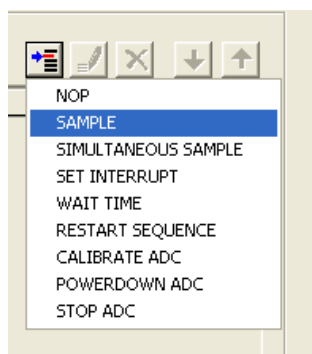 NOP
SAMPLE
SIMULTANEOUS SAMPLE
SET INTERRUPT
WAIT TIME
RESTART SEQUENCE
CALIBRATE ADC
POWERDOWN ADC
STOP ADC